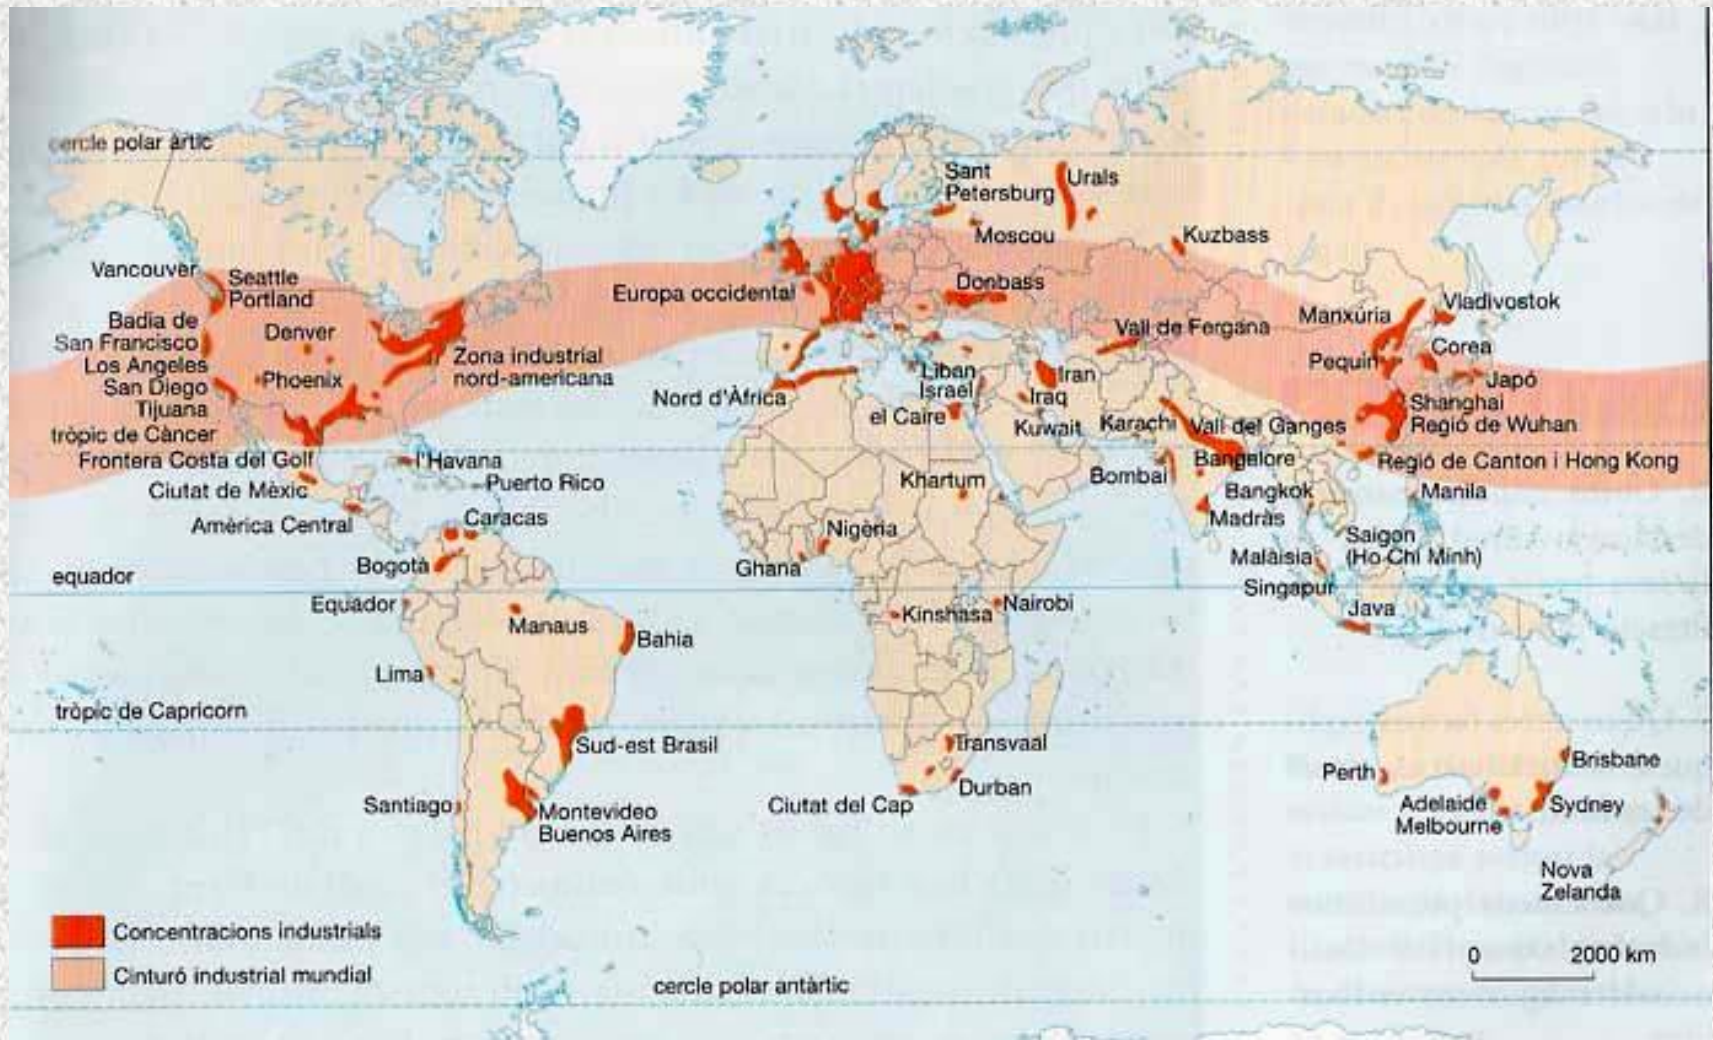 cercle polar àrtic
Sant
Petersburg
Urals
Moscou
Kuzbass
Vancouver
Seattle
Portland
Europa occidental
Donbass
Badia de
San Francisco
Denver
Vall de Fergana
Manxúria
Vladivostok
Los Angeles
San Diego
Tijuana
Phoenix
Zona industrial
nord-americana
Pequín
Corea
Japó
Nord d'Àfrica
Liban
Israel
el Caire
Iran
Iraq
Kuwait
Karachi
Vall del Ganges
Shanghai
Regió de Wuhan
tròpic de Càncer
Frontera Costa del Golf
l'Havana
Puerto Rico
Ciutat de Mèxic
Khartum
Bombai
Bangelore
Regió de Canton i Hong Kong
Bangkok
Manila
Madràs
Amèrica Central
Caracas
Bogotà
Nigèria
Ghana
Saigon
(Ho Chi Minh)
Malàisia
Singapur
equador
Equador
Manaus
Bahia
Kinshasa
Nairobi
Java
Lima
tròpic de Capricorn
Sud-est Brasil
Transvaal
Durban
Ciutat del Cap
Santiago
Montevideo
Buenos Aires
Perth
Brisbane
Adelaide
Melbourne
Sydney
Nova
Zelanda
Concentracions industrials
Cinturó industrial mundial
0 2000 km
cercle polar antàrtic